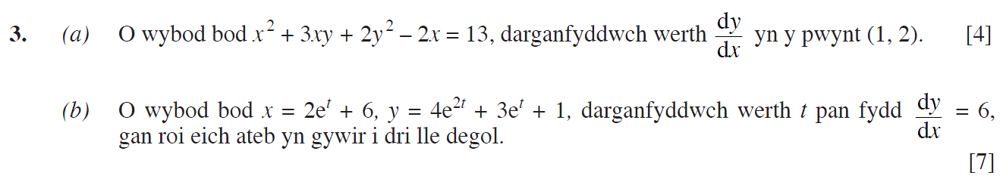 3. (a) O wybod bod x² + 3xy + 2y² – 2x = 13, darganfyddwch werth dy/dx yn y pwynt (1, 2). [4]
(b) O wybod bod x = 2eᵗ + 6, y = 4e²ᵗ + 3eᵗ + 1, darganfyddwch werth t pan fydd dy/dx = 6,
gan roi eich ateb yn gywir i dri lle degol.
[7]